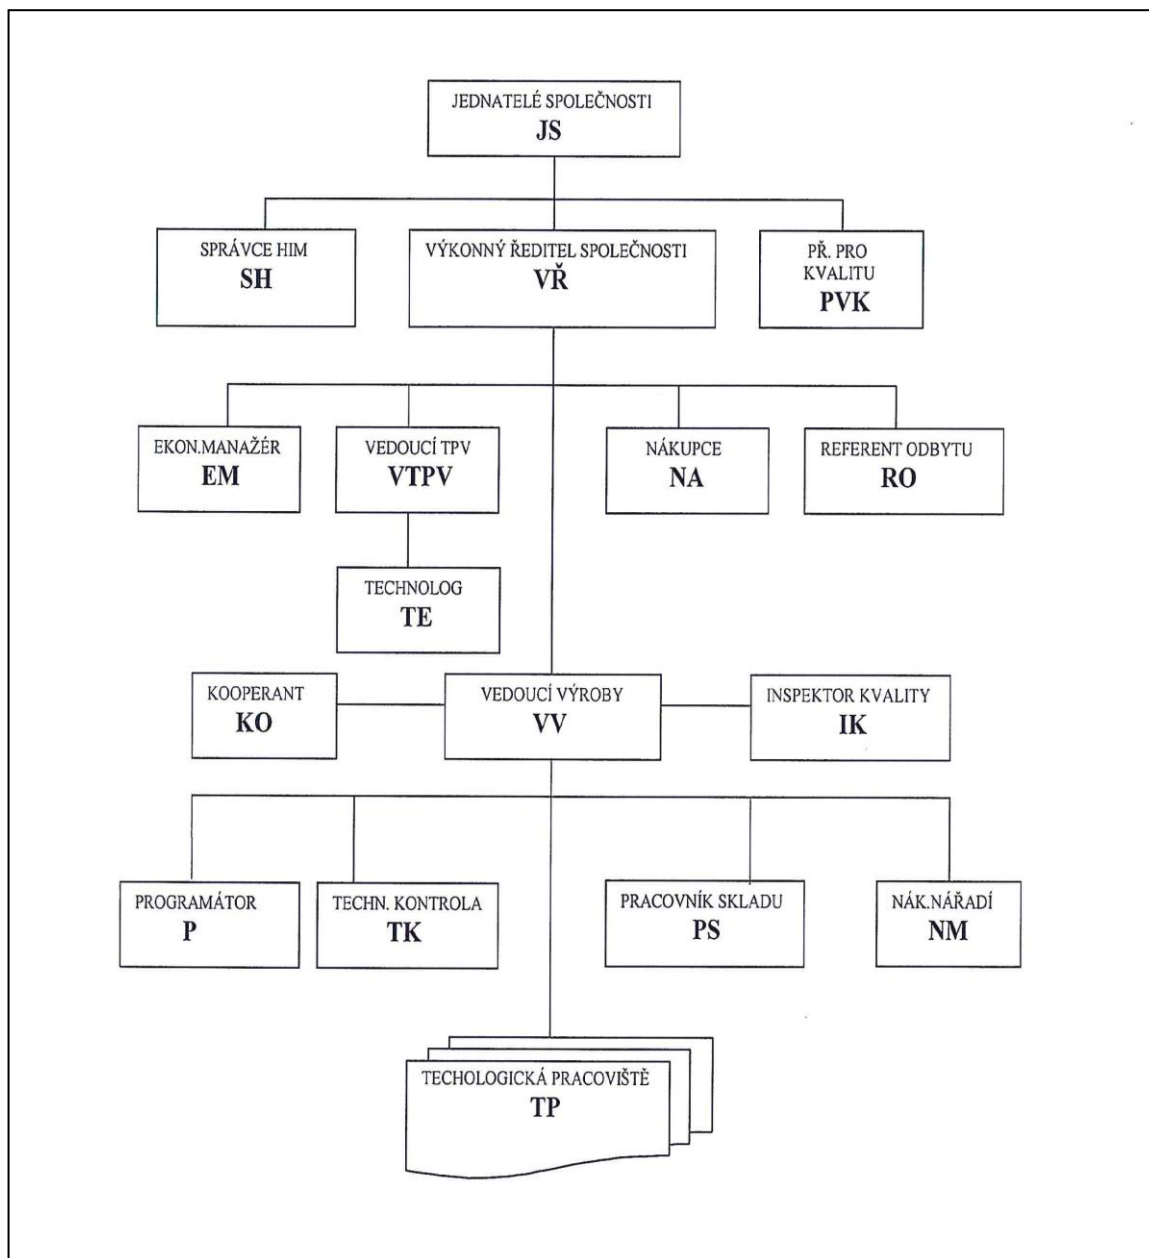 JEDNATELÉ SPOLEČNOSTI
JS
SPRÁVCE HIM
SH
VÝKONNÝ ŘEDITEL SPOLEČNOSTI
VŘ
PŘ. PRO
KVALITU
PVK
EKON.MANAŽÉR
EM
VEDOUCÍ TPV
VTPV
NÁKUPCE
NA
REFERENT ODBYTU
RO
TECHNOLOG
TE
KOOPERANT
KO
VEDOUCÍ VÝROBY
VV
INSPEKTOR KVALITY
IK
PROGRAMÁTOR
P
TECHN. KONTROLA
TK
PRACOVNÍK SKLADU
PS
NÁK.NÁŘADÍ
NM
TECHOLOGICKÁ PRACOVIŠTĚ
TP